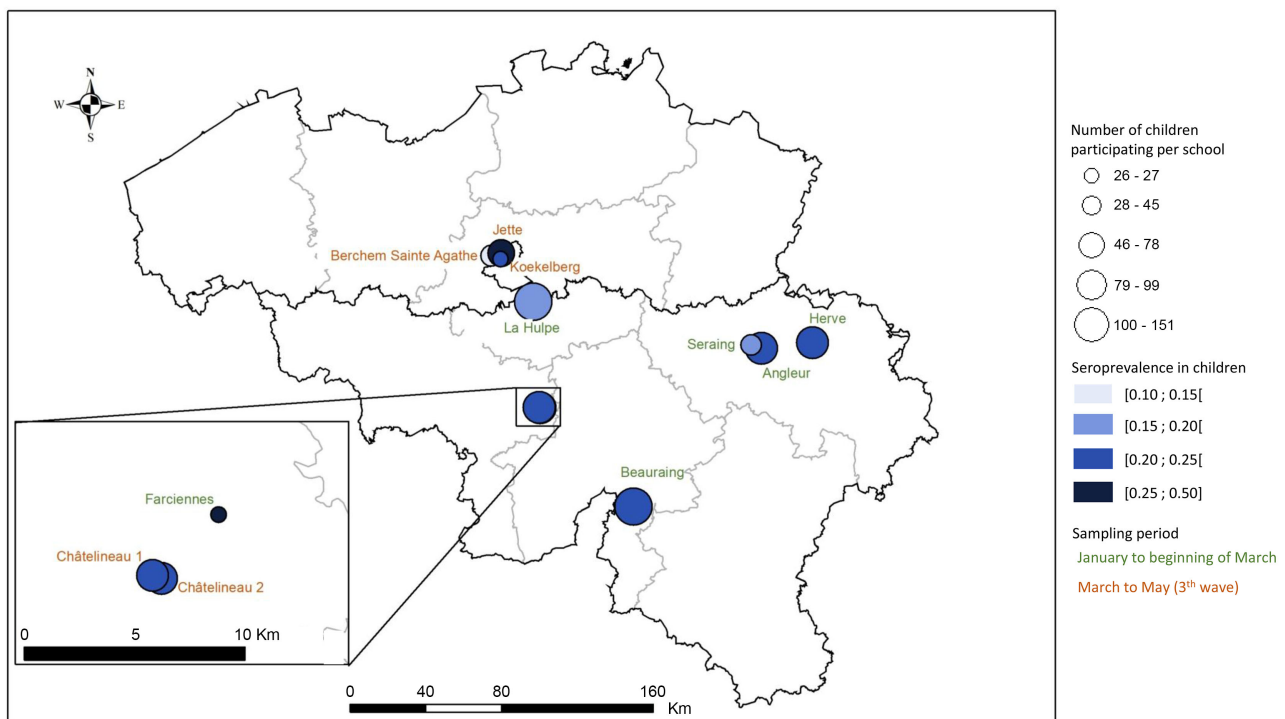 N
W E
S
Jette
Berchem Sainte Agathe
Koekelberg
La Hulpe
Herve
Seraing
Angleur
Beauraing
Farciennes
Châtelineau 1
Châtelineau 2
0 5 10 Km
0 40 80 160
Km
Number of children
participating per school
26 - 27
28 - 45
46 - 78
79 - 99
100 - 151
Seroprevalence in children
[0.10 ; 0.15[
[0.15 ; 0.20[
[0.20 ; 0.25[
[0.25 ; 0.50]
Sampling period
January to beginning of March
March to May (3th wave)